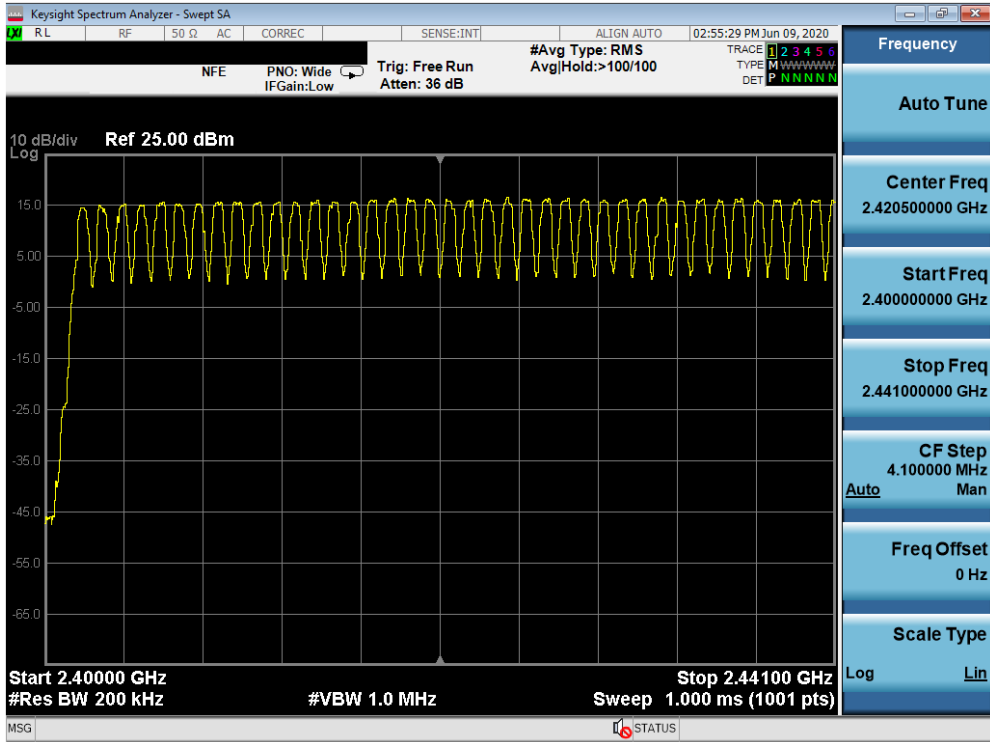 Keysight Spectrum Analyzer - Swept SA
LXI RL RF 50 Ω AC CORREC SENSE:INT ALIGN AUTO 02:55:29 PM Jun 09, 2020
#Avg Type: RMS TRACE 1 2 3 4 5 6
NFE PNO: Wide Trig: Free Run Avg|Hold:>100/100 TYPE M WWWWW
IFGain:Low Atten: 36 dB DET P N N N N N
10 dB/div Ref 25.00 dBm
Log
15.0
5.00
-5.00
-15.0
-25.0
-35.0
-45.0
-55.0
-65.0
Start 2.40000 GHz Stop 2.44100 GHz
#Res BW 200 kHz #VBW 1.0 MHz Sweep 1.000 ms (1001 pts)
MSG STATUS
Frequency
Auto Tune
Center Freq
2.420500000 GHz
Start Freq
2.400000000 GHz
Stop Freq
2.441000000 GHz
CF Step
4.100000 MHz
Auto Man
Freq Offset
0 Hz
Scale Type
Log Lin